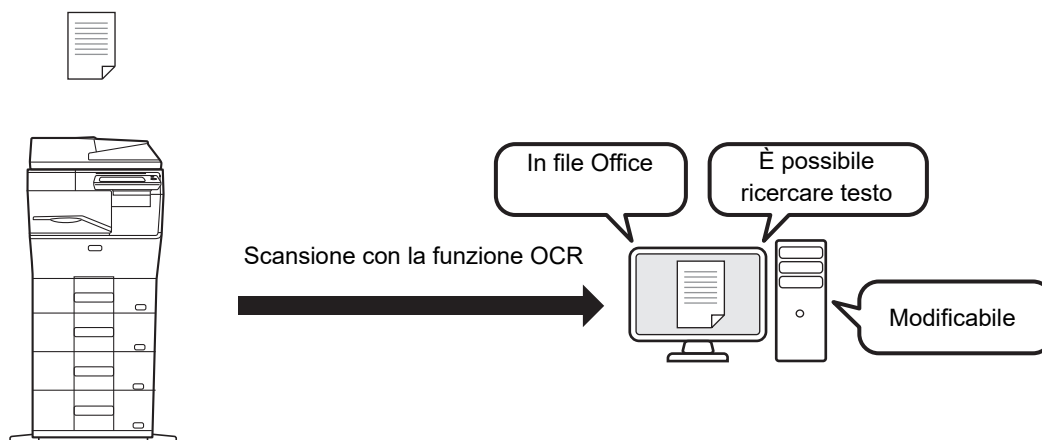 In file Office
È possibile
ricercare testo
Scansione con la funzione OCR
Modificabile